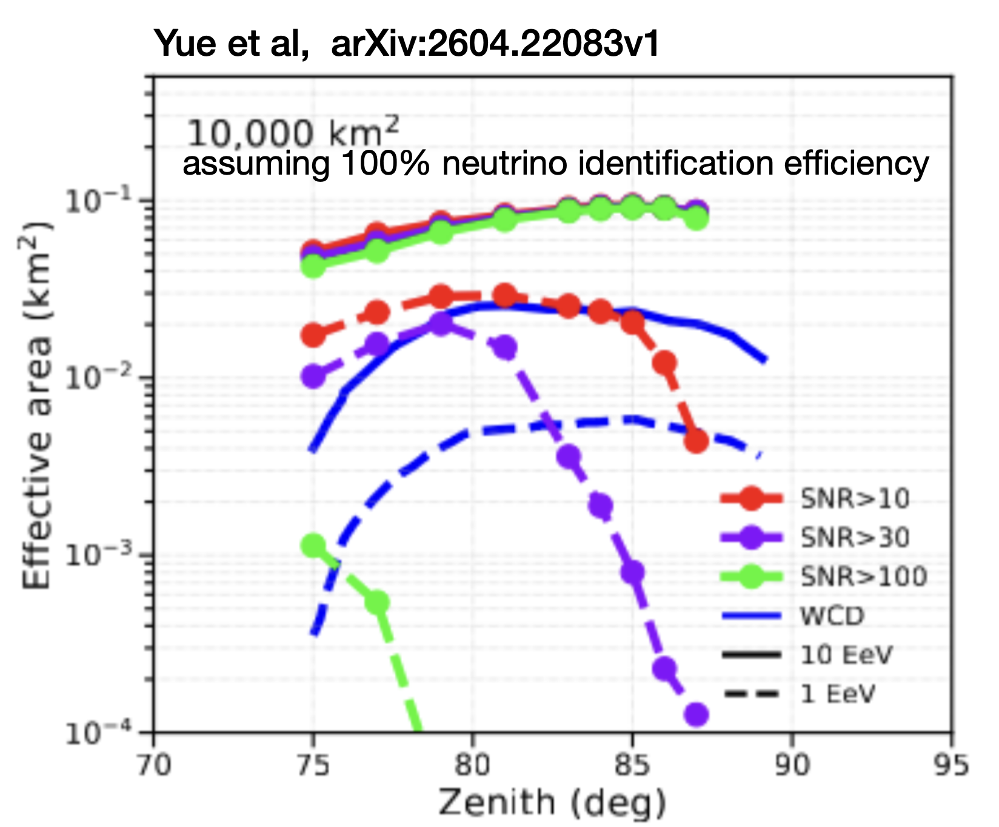 Yue et al, arXiv:2604.22083v1
10,000 km²
assuming 100% neutrino identification efficiency
Effective area (km²)
10⁻¹
10⁻²
10⁻³
10⁻⁴
SNR>10
SNR>30
SNR>100
WCD
10 EeV
1 EeV
70 75 80 85 90 95
Zenith (deg)